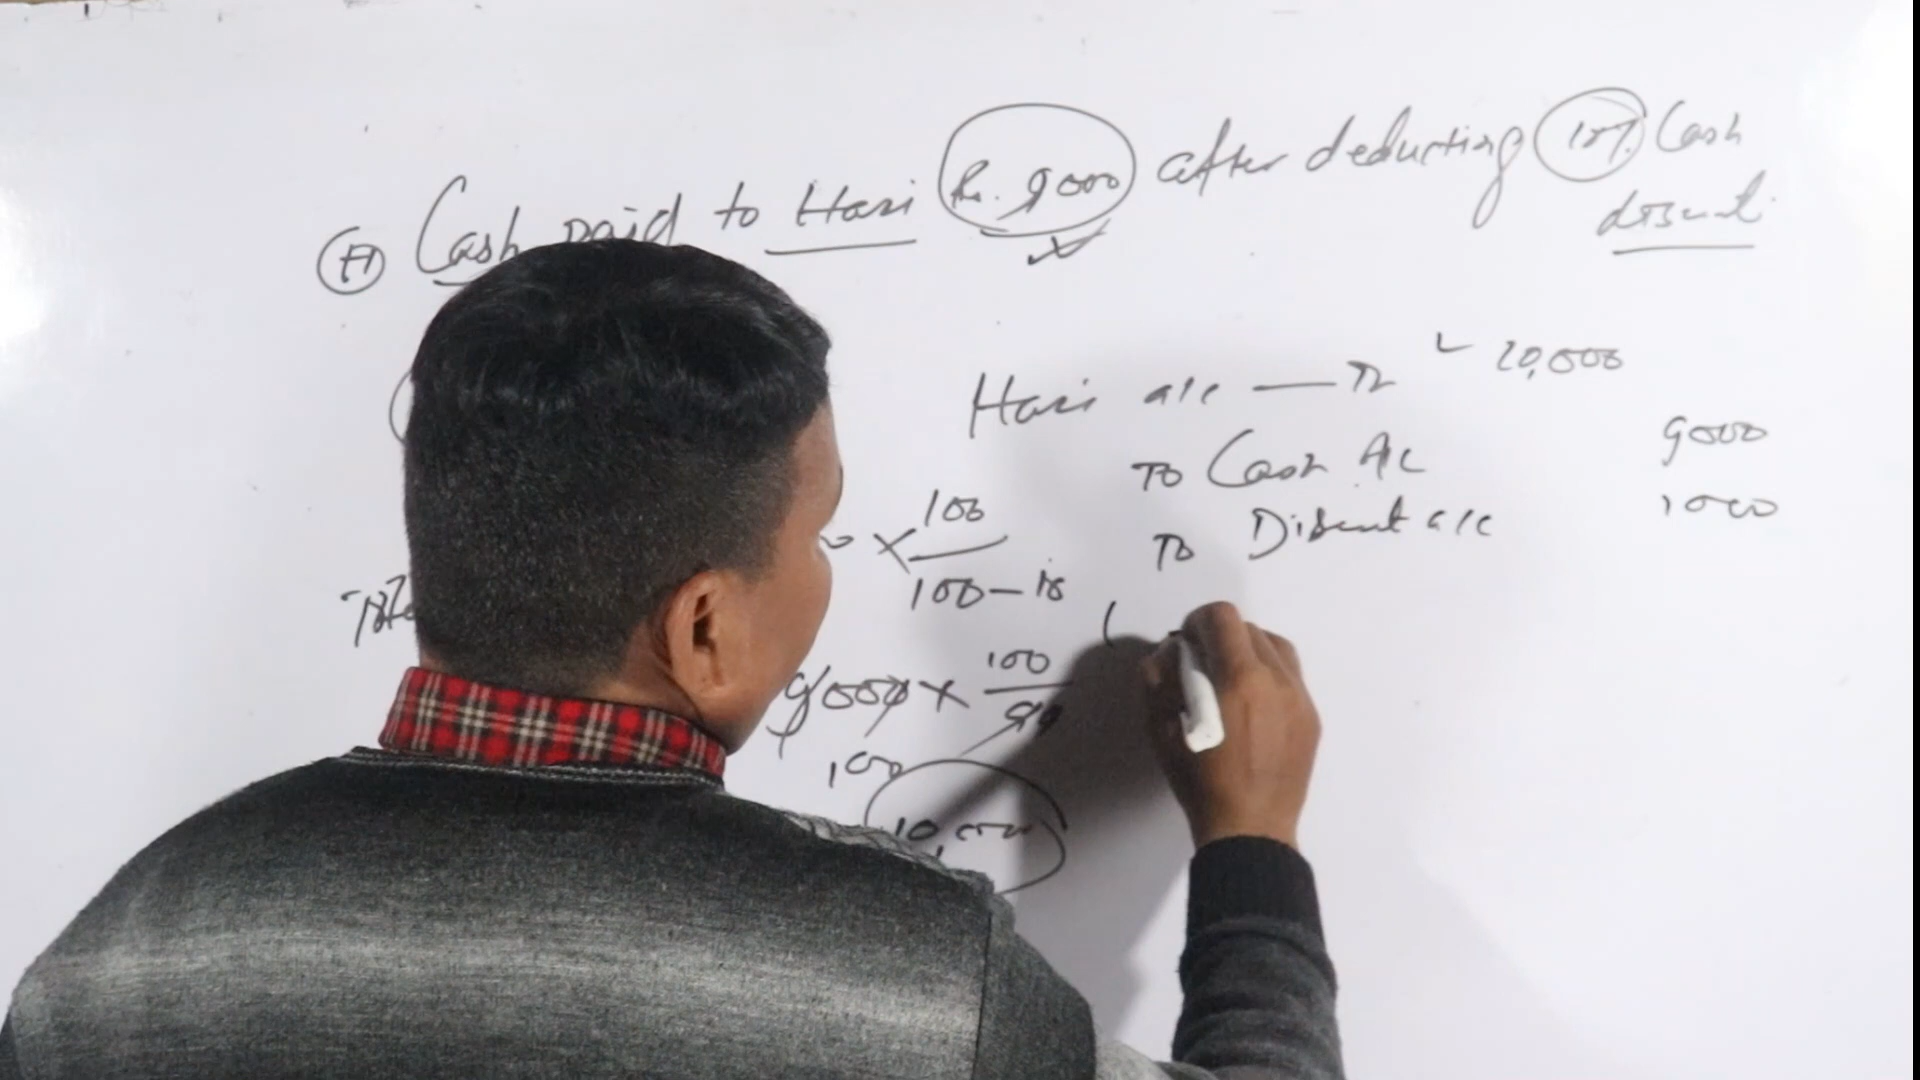 (H) Cash paid to Hari Rs. 9000 after deducting 10% Cash
discount.
Hari a/c — Dr 10,000
To Cash A/c 9000
To Discount a/c 1000
× 100
100 - 10
(
9000 × 100
90
100
10,000